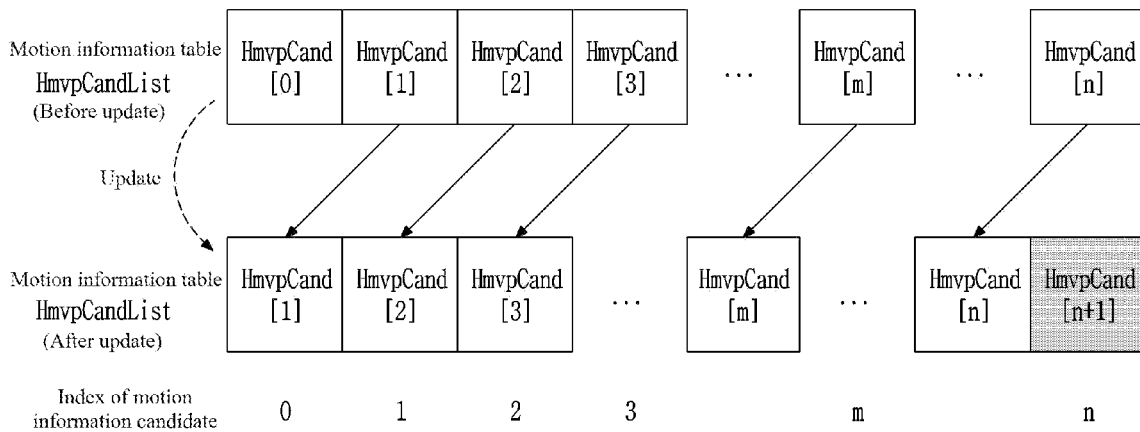 Motion information table
HmvpCandList
(Before update)
HmvpCand
[0]
HmvpCand
[1]
HmvpCand
[2]
HmvpCand
[3]
...
HmvpCand
[m]
...
HmvpCand
[n]
Update
Motion information table
HmvpCandList
(After update)
HmvpCand
[1]
HmvpCand
[2]
HmvpCand
[3]
...
HmvpCand
[m]
...
HmvpCand
[n]
HmvpCand
[n+1]
Index of motion
information candidate
0 1 2 3 m n